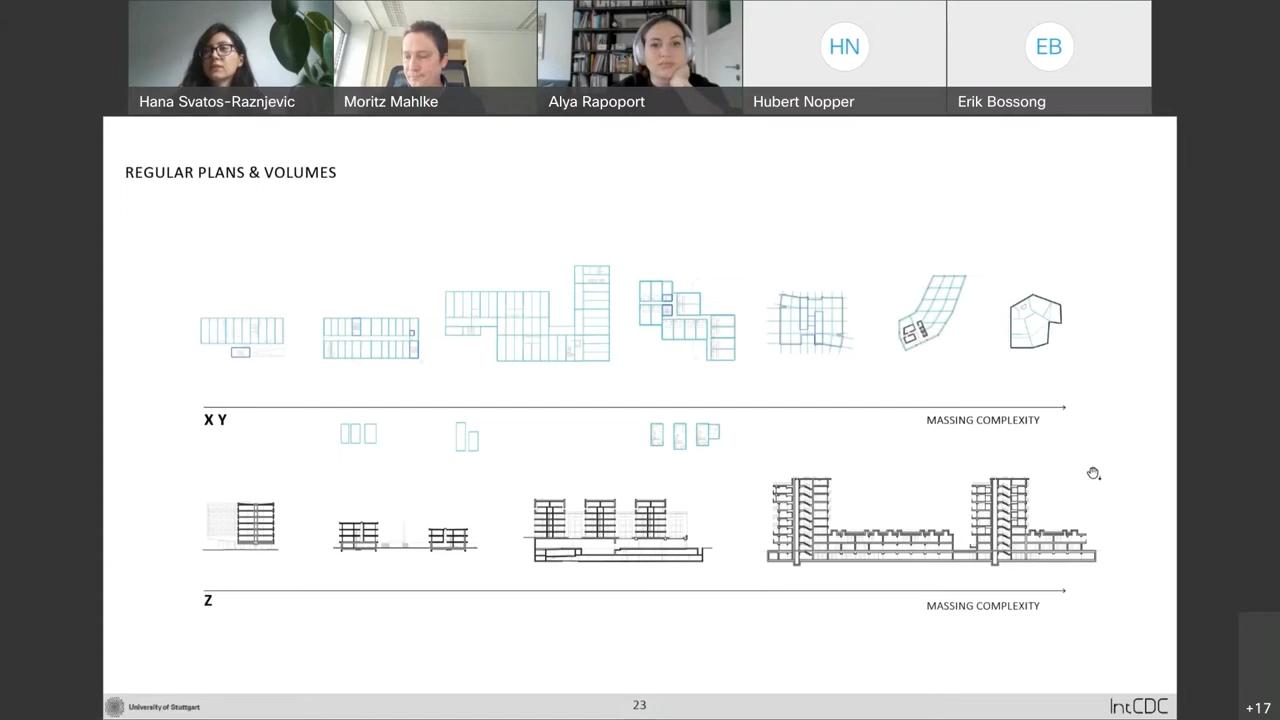 Hana Svatos-Raznjevic
Moritz Mahlke
Alya Rapoport
HN
Hubert Nopper
EB
Erik Bossong
REGULAR PLANS & VOLUMES
X Y
MASSING COMPLEXITY
Z
MASSING COMPLEXITY
University of Stuttgart
23
IntCDC
+17